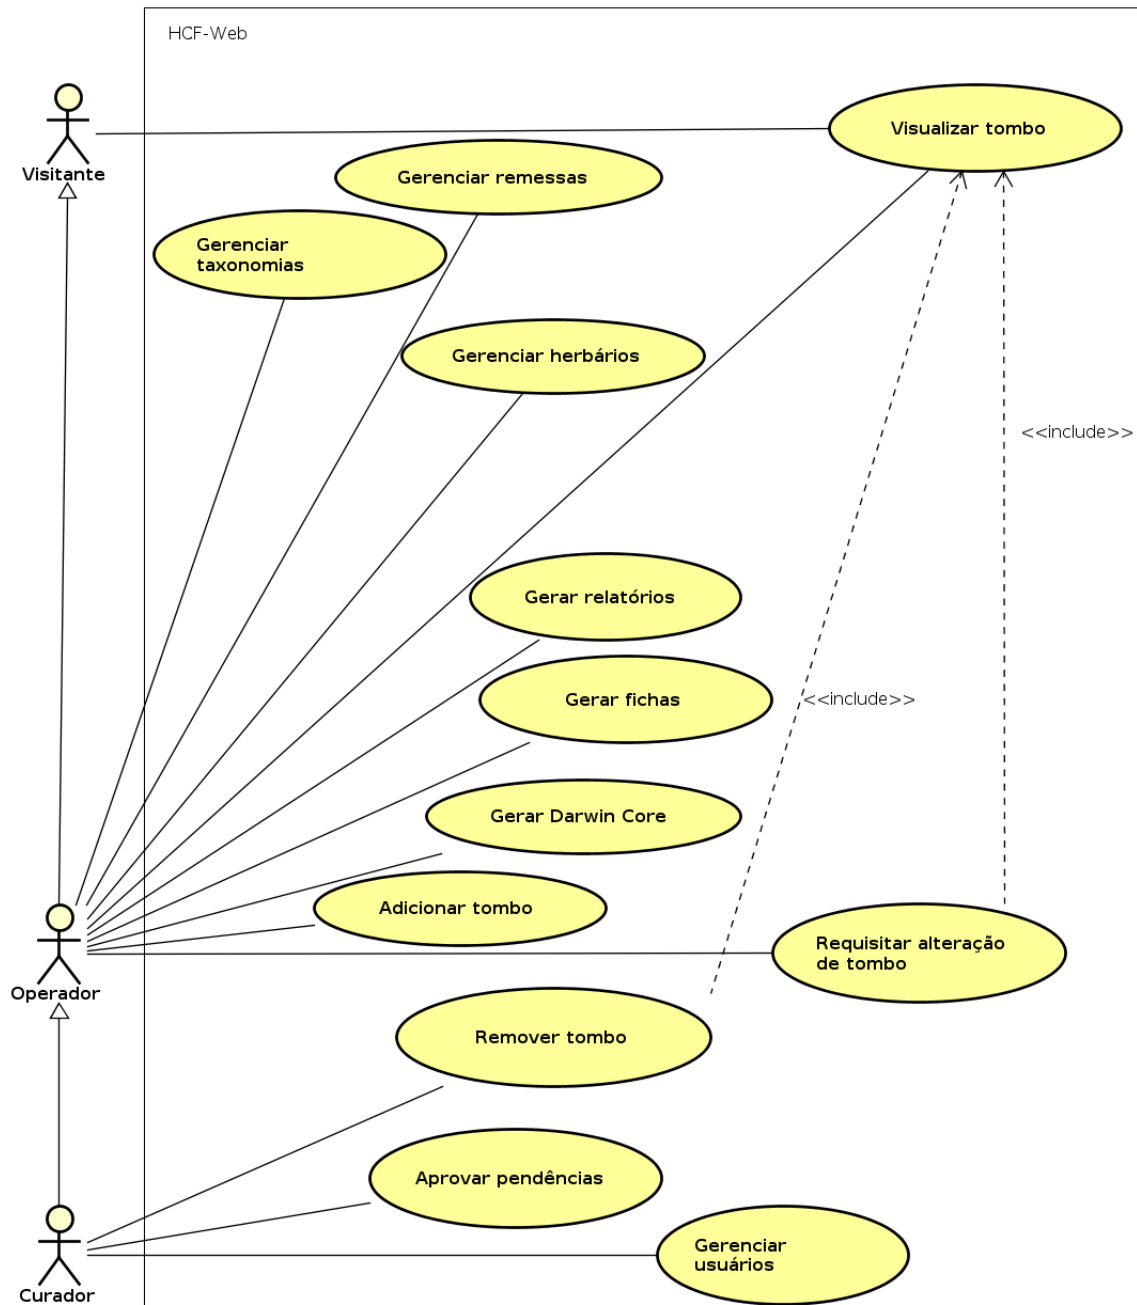 HCF-Web
Visualizar tombo
Visitante
Gerenciar remessas
Gerenciar
taxonomias
Gerenciar herbários
<<include>>
Gerar relatórios
Gerar fichas
<<include>>
Gerar Darwin Core
Adicionar tombo
Requisitar alteração
de tombo
Operador
Remover tombo
Aprovar pendências
Gerenciar
usuários
Curador